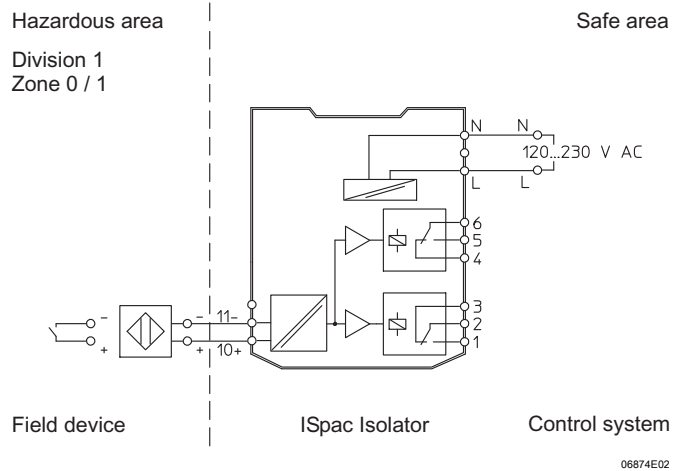 Hazardous area
Safe area
Division 1
Zone 0 / 1
N N
120...230 V AC
L L
6
5
4
3
2
1
- - 11-
+ + 10+
Field device
ISpac Isolator
Control system
06874E02